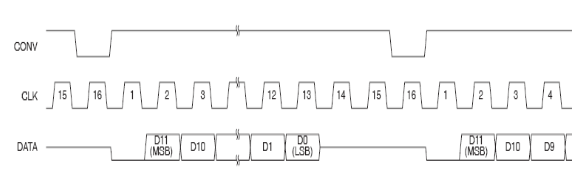 CONV
CLK 15 16 1 2 3 12 13 14 15 16 1 2 3 4
DATA D11 (MSB) D10 D1 D0 (LSB) D11 (MSB) D10 D9